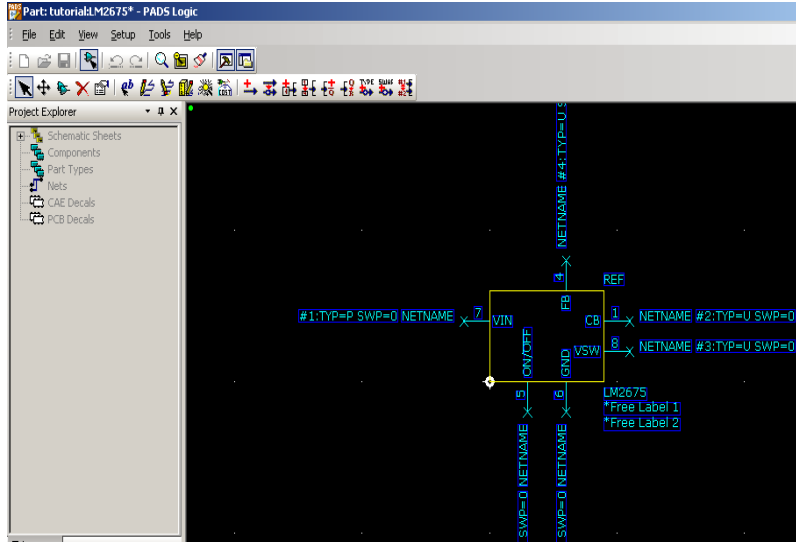 Part: tutorial:LM2675* - PADS Logic
File Edit View Setup Tools Help
Project Explorer
Schematic Sheets
Components
Part Types
Nets
CAE Decals
PCB Decals
NETNAME #4:TYP=U S
4
REF
FB
#1:TYP=P SWP=0 NETNAME
7
VIN
CB
1
NETNAME #2:TYP=U SWP=0
VSW
8
NETNAME #3:TYP=U SWP=0
ON/OFF
GND
5
6
LM2675
*Free Label 1
*Free Label 2
SWP=0 NETNAME
SWP=0 NETNAME